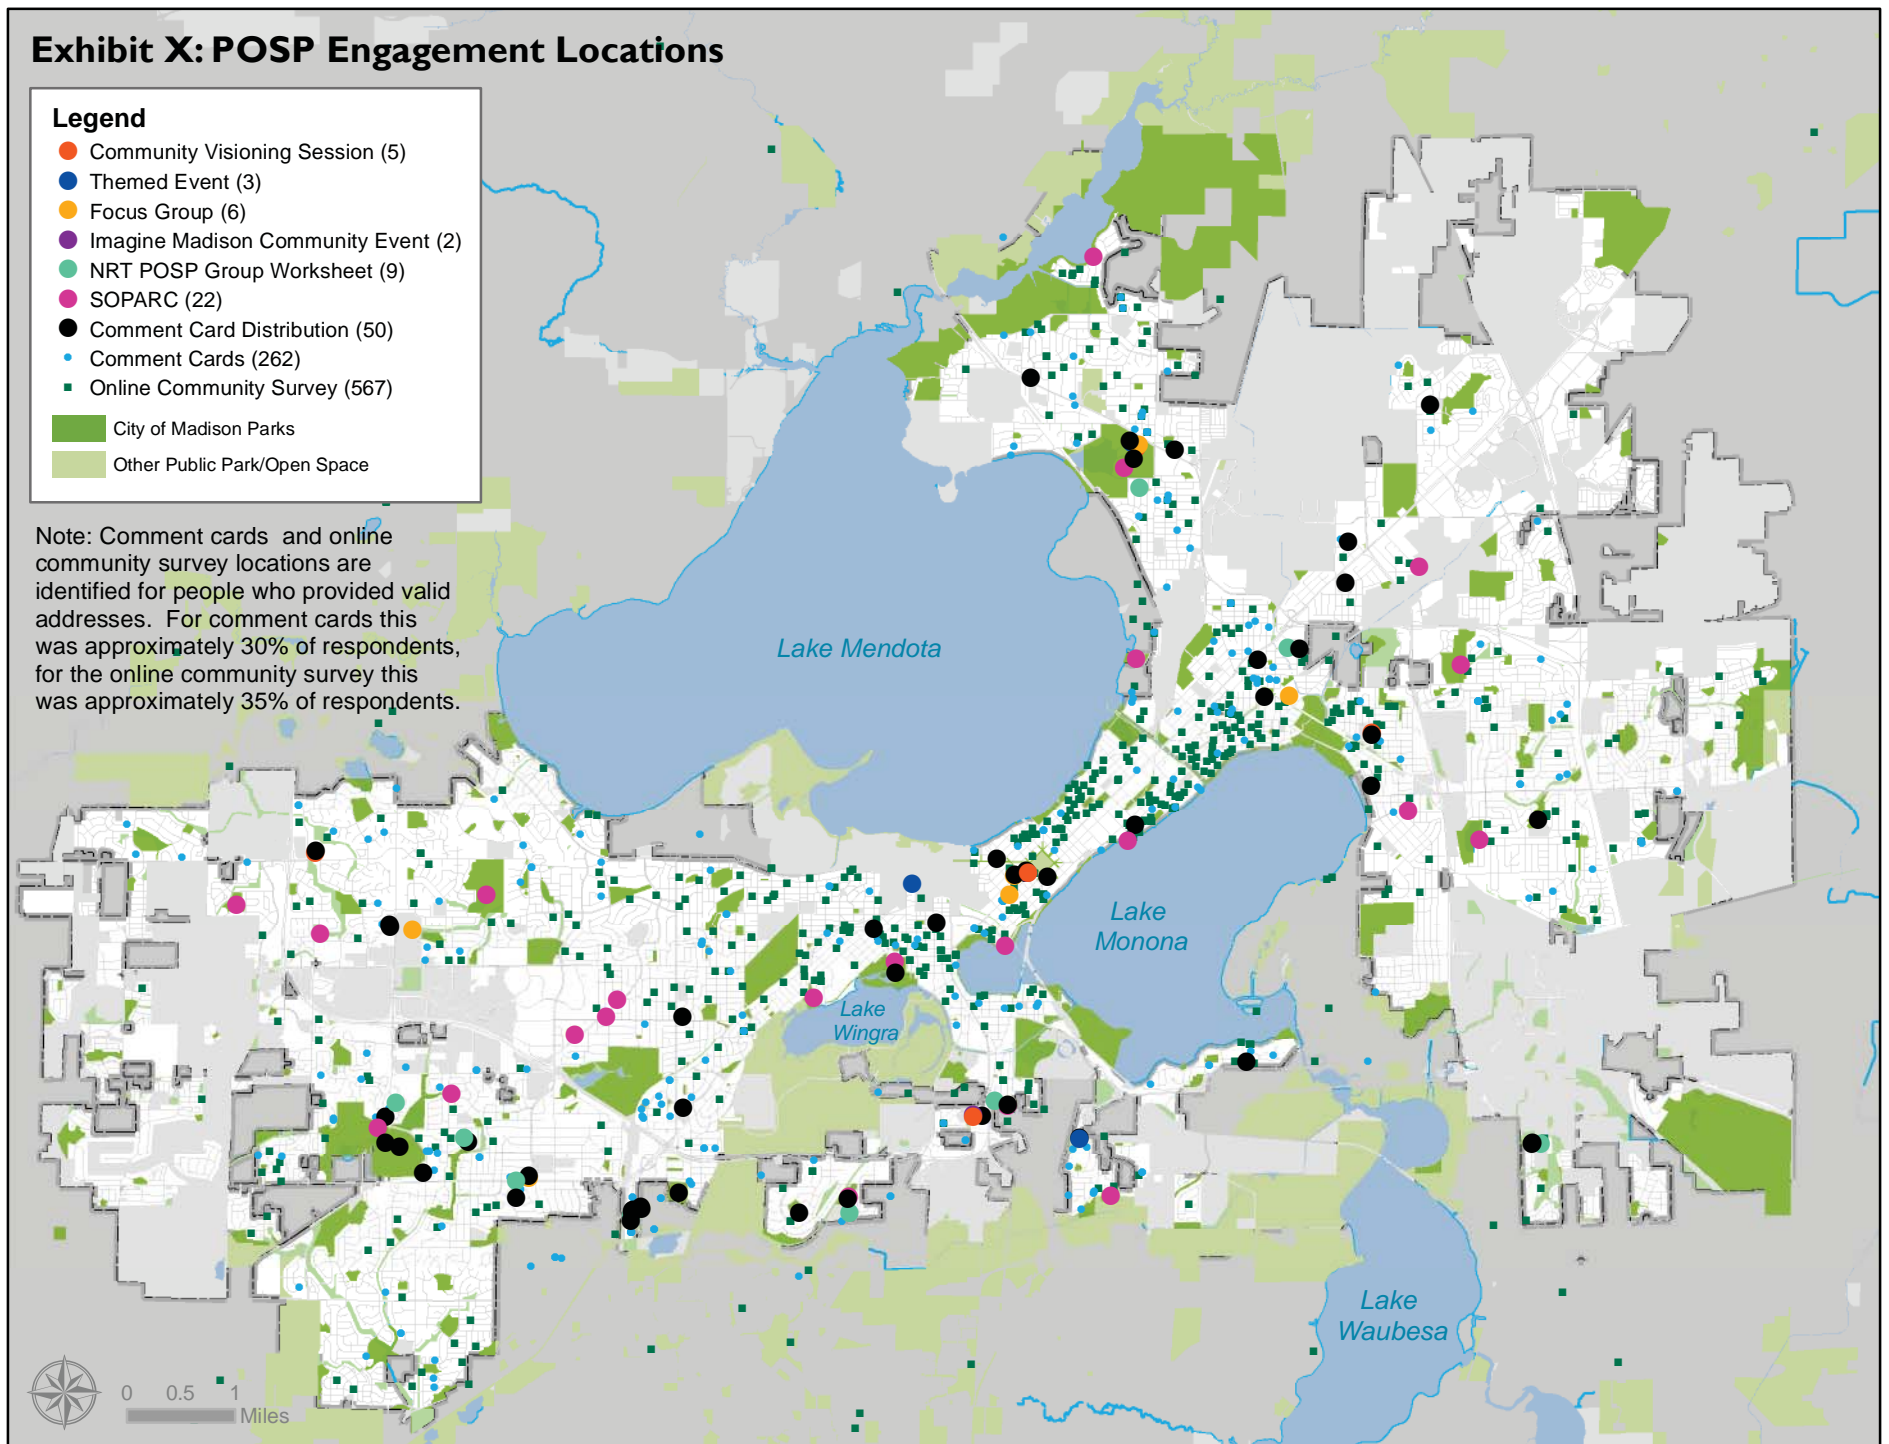 Exhibit X: POSP Engagement Locations
Legend
Community Visioning Session (5)
Themed Event (3)
Focus Group (6)
Imagine Madison Community Event (2)
NRT POSP Group Worksheet (9)
SOPARC (22)
Comment Card Distribution (50)
Comment Cards (262)
Online Community Survey (567)
City of Madison Parks
Other Public Park/Open Space
Note: Comment cards and online
community survey locations are
identified for people who provided valid
addresses. For comment cards this
was approximately 30% of respondents,
for the online community survey this
was approximately 35% of respondents.
Lake Mendota
Lake
Monona
Lake
Wingra
Lake
Waubesa
0 0.5 1
Miles